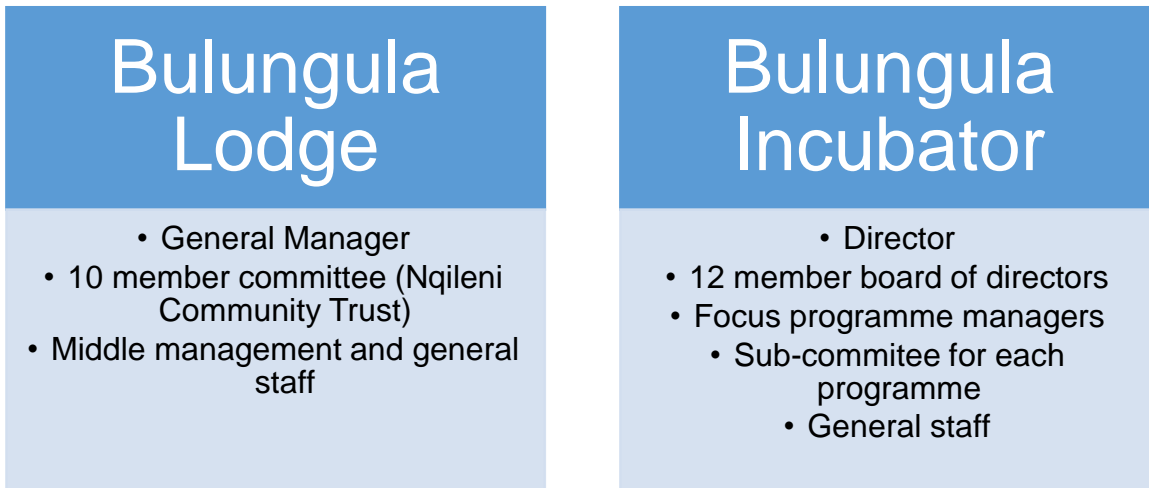 Bulungula
Lodge
• General Manager
• 10 member committee (Nqileni
Community Trust)
• Middle management and general
staff
Bulungula
Incubator
• Director
• 12 member board of directors
• Focus programme managers
• Sub-commitee for each
programme
• General staff